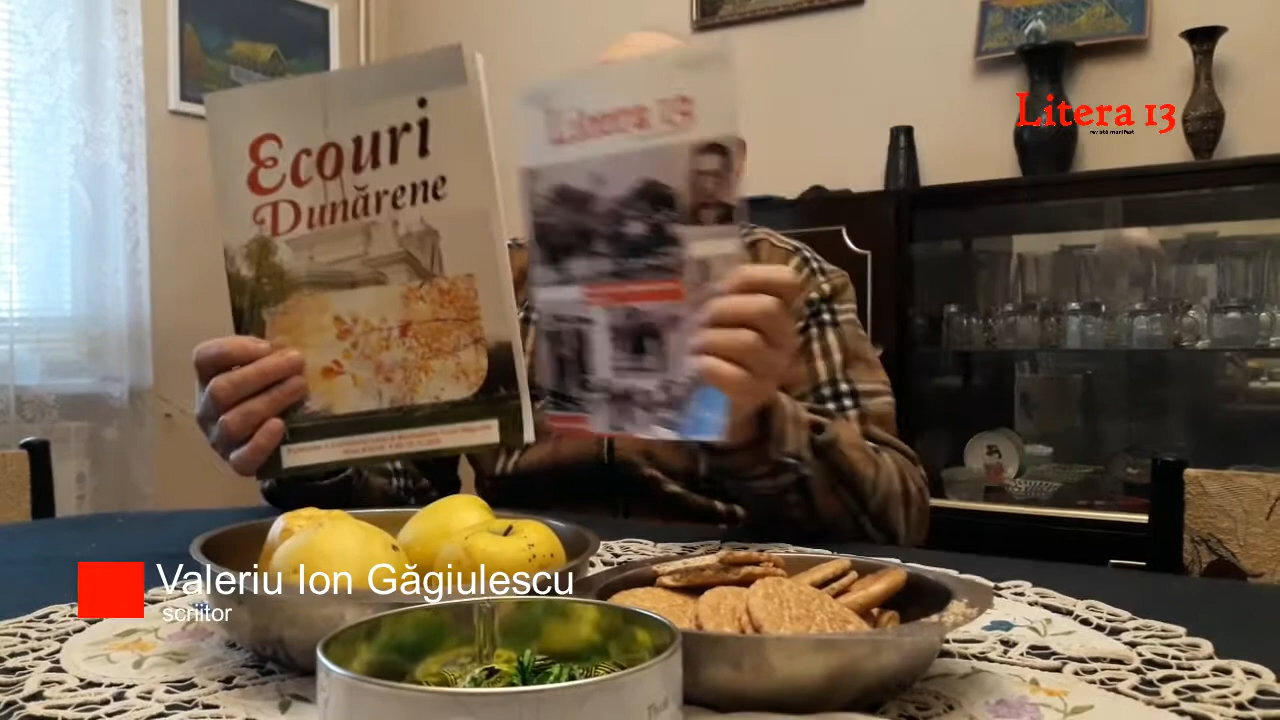 Ecouri
Dunărene
Litera 13
Litera 13
revistă manifest
Valeriu Ion Găgiulescu
scriitor